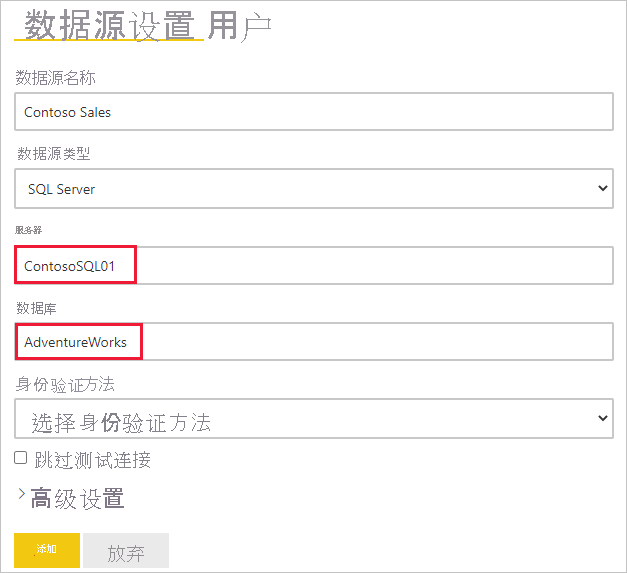 数据源设置 用户
数据源名称
Contoso Sales
数据源类型
SQL Server
服务器
ContosoSQL01
数据库
AdventureWorks
身份验证方法
选择身份验证方法
跳过测试连接
高级设置
添加 放弃